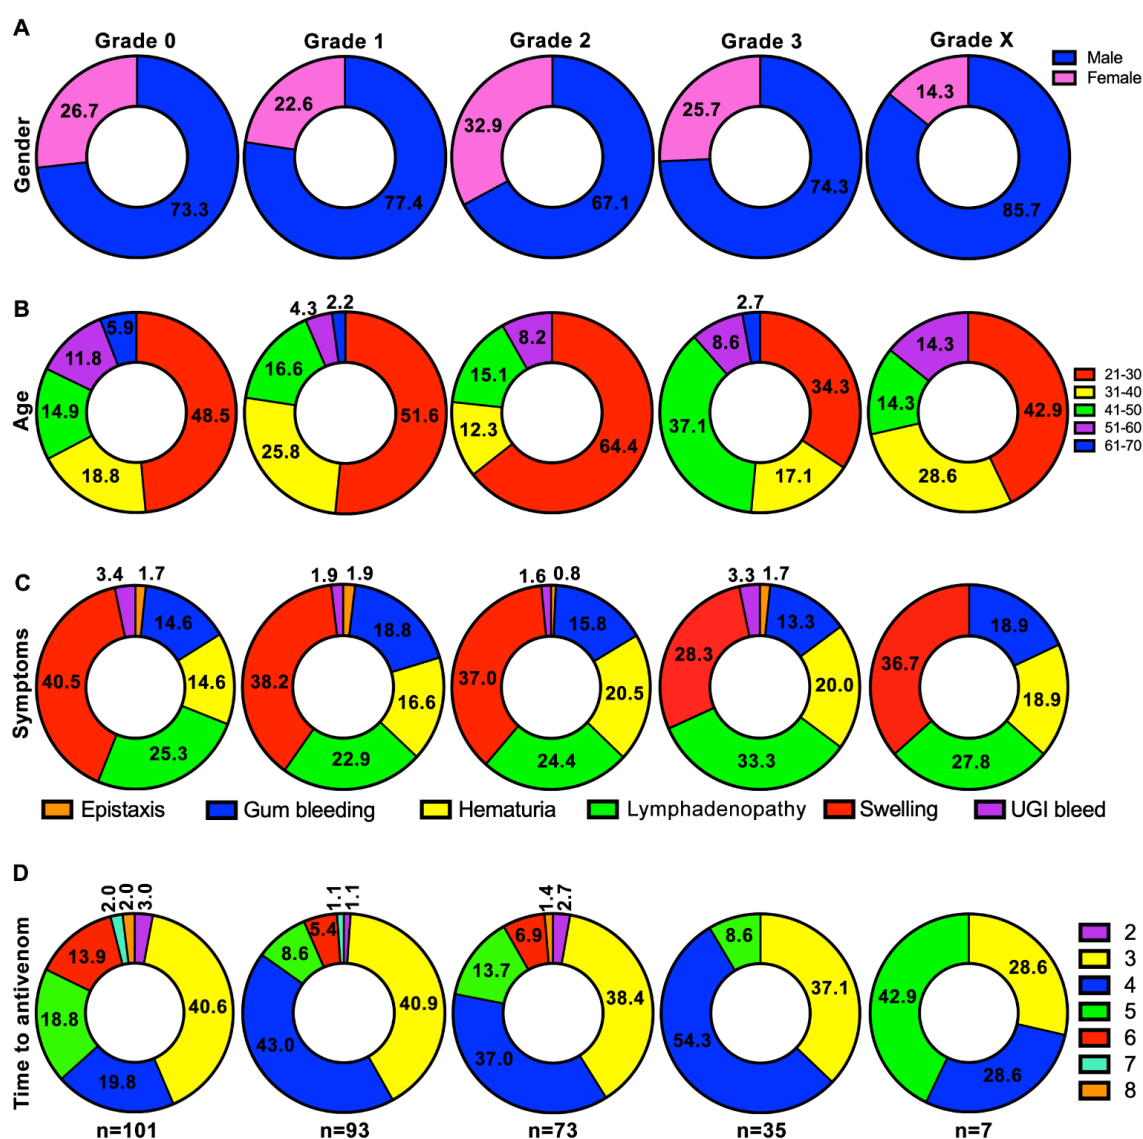 A
Grade 0 Grade 1 Grade 2 Grade 3 Grade X
Male
Female
Gender
26.7 73.3
22.6 77.4
32.9 67.1
25.7 74.3
14.3 85.7
B
Age
5.9 11.8 14.9 18.8 48.5
4.3 2.2 16.6 25.8 51.6
8.2 15.1 12.3 64.4
2.7 8.6 37.1 17.1 34.3
14.3 14.3 28.6 42.9
21-30
31-40
41-50
51-60
61-70
C
Symptoms
3.4 1.7 14.6 14.6 25.3 40.5
1.9 1.9 18.8 16.6 22.9 38.2
1.6 0.8 15.8 20.5 24.4 37.0
3.3 1.7 13.3 20.0 33.3 28.3
18.9 18.9 27.8 36.7
Epistaxis Gum bleeding Hematuria Lymphadenopathy Swelling UGI bleed
D
Time to antivenom
2.0 2.0 3.0 13.9 18.8 19.8 40.6
1.1 1.1 5.4 8.6 43.0 40.9
1.4 2.7 6.9 13.7 37.0 38.4
8.6 54.3 37.1
42.9 28.6 28.6
2
3
4
5
6
7
8
n=101 n=93 n=73 n=35 n=7